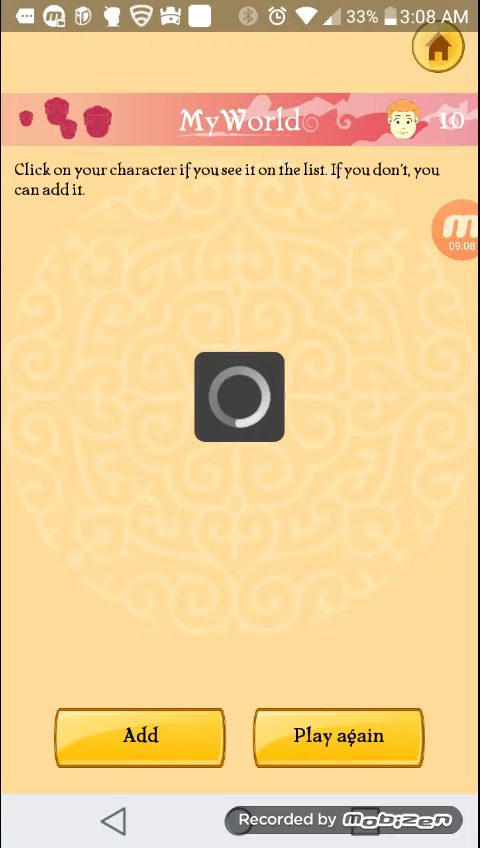 33% 3:08 AM
MyWorld 10
Click on your character if you see it on the list. If you don't, you
can add it.
09:08
Add Play again
Recorded by mobizen